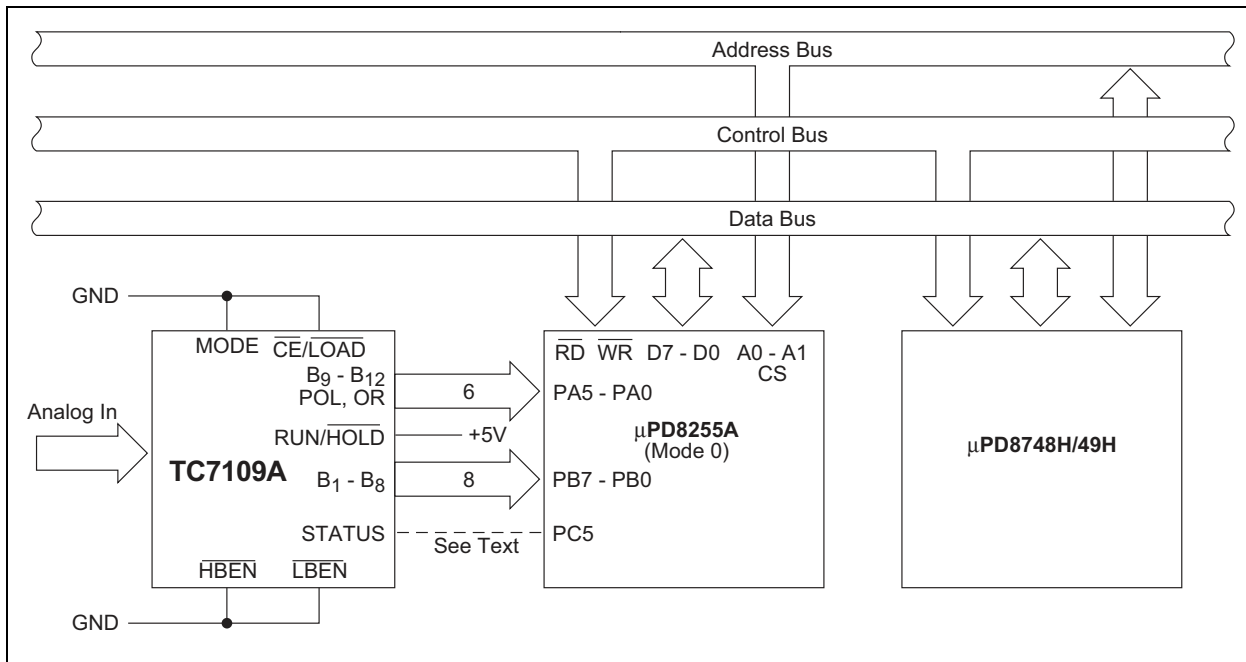 Address Bus
Control Bus
Data Bus
GND
MODE CE/LOAD
B9 - B12
POL, OR
6
Analog In
RUN/HOLD
+5V
TC7109A
B1 - B8
8
STATUS
See Text
HBEN LBEN
GND
RD WR D7 - D0 A0 - A1
CS
PA5 - PA0
μPD8255A
(Mode 0)
PB7 - PB0
PC5
μPD8748H/49H